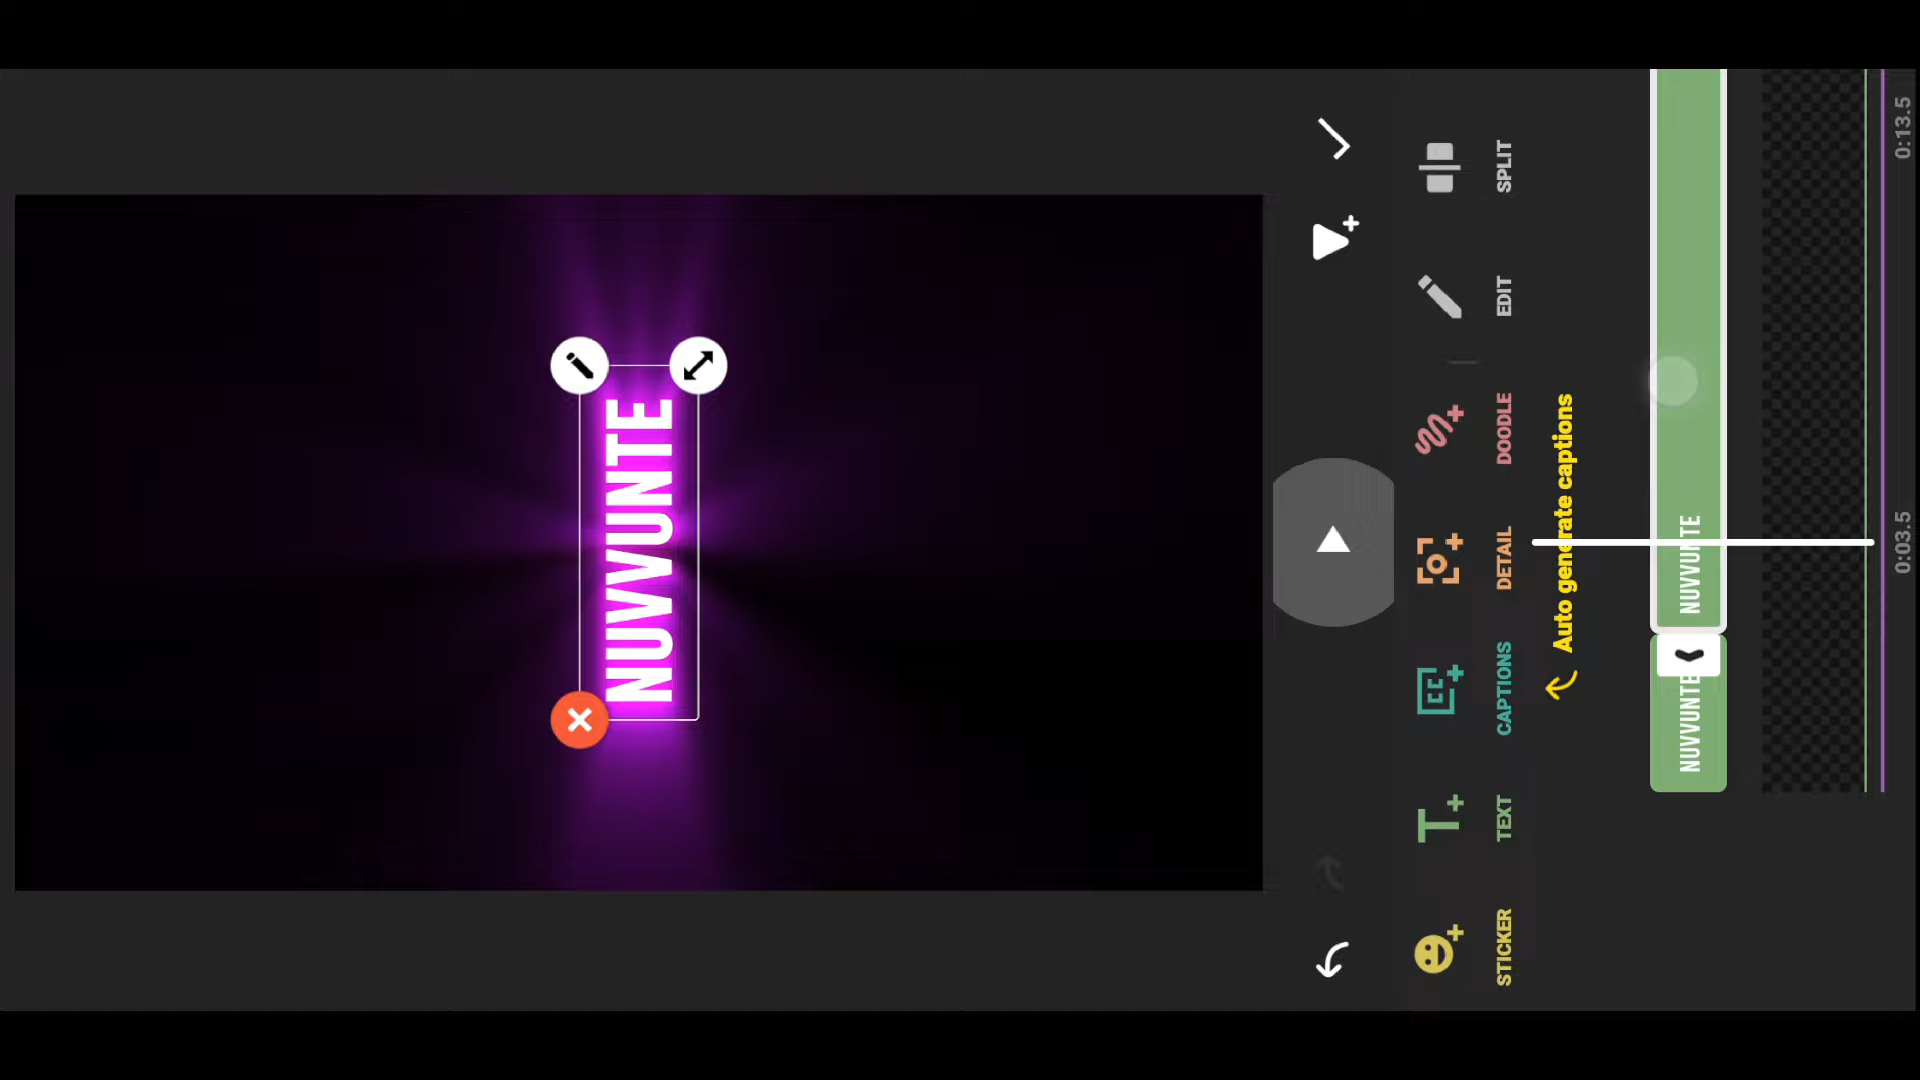 NUVVUNTE
STICKER
TEXT
CAPTIONS
DETAIL
DOODLE
EDIT
SPLIT
Auto generate captions
NUVVUNTE
NUVVUNTE
0:03.5
0:13.5